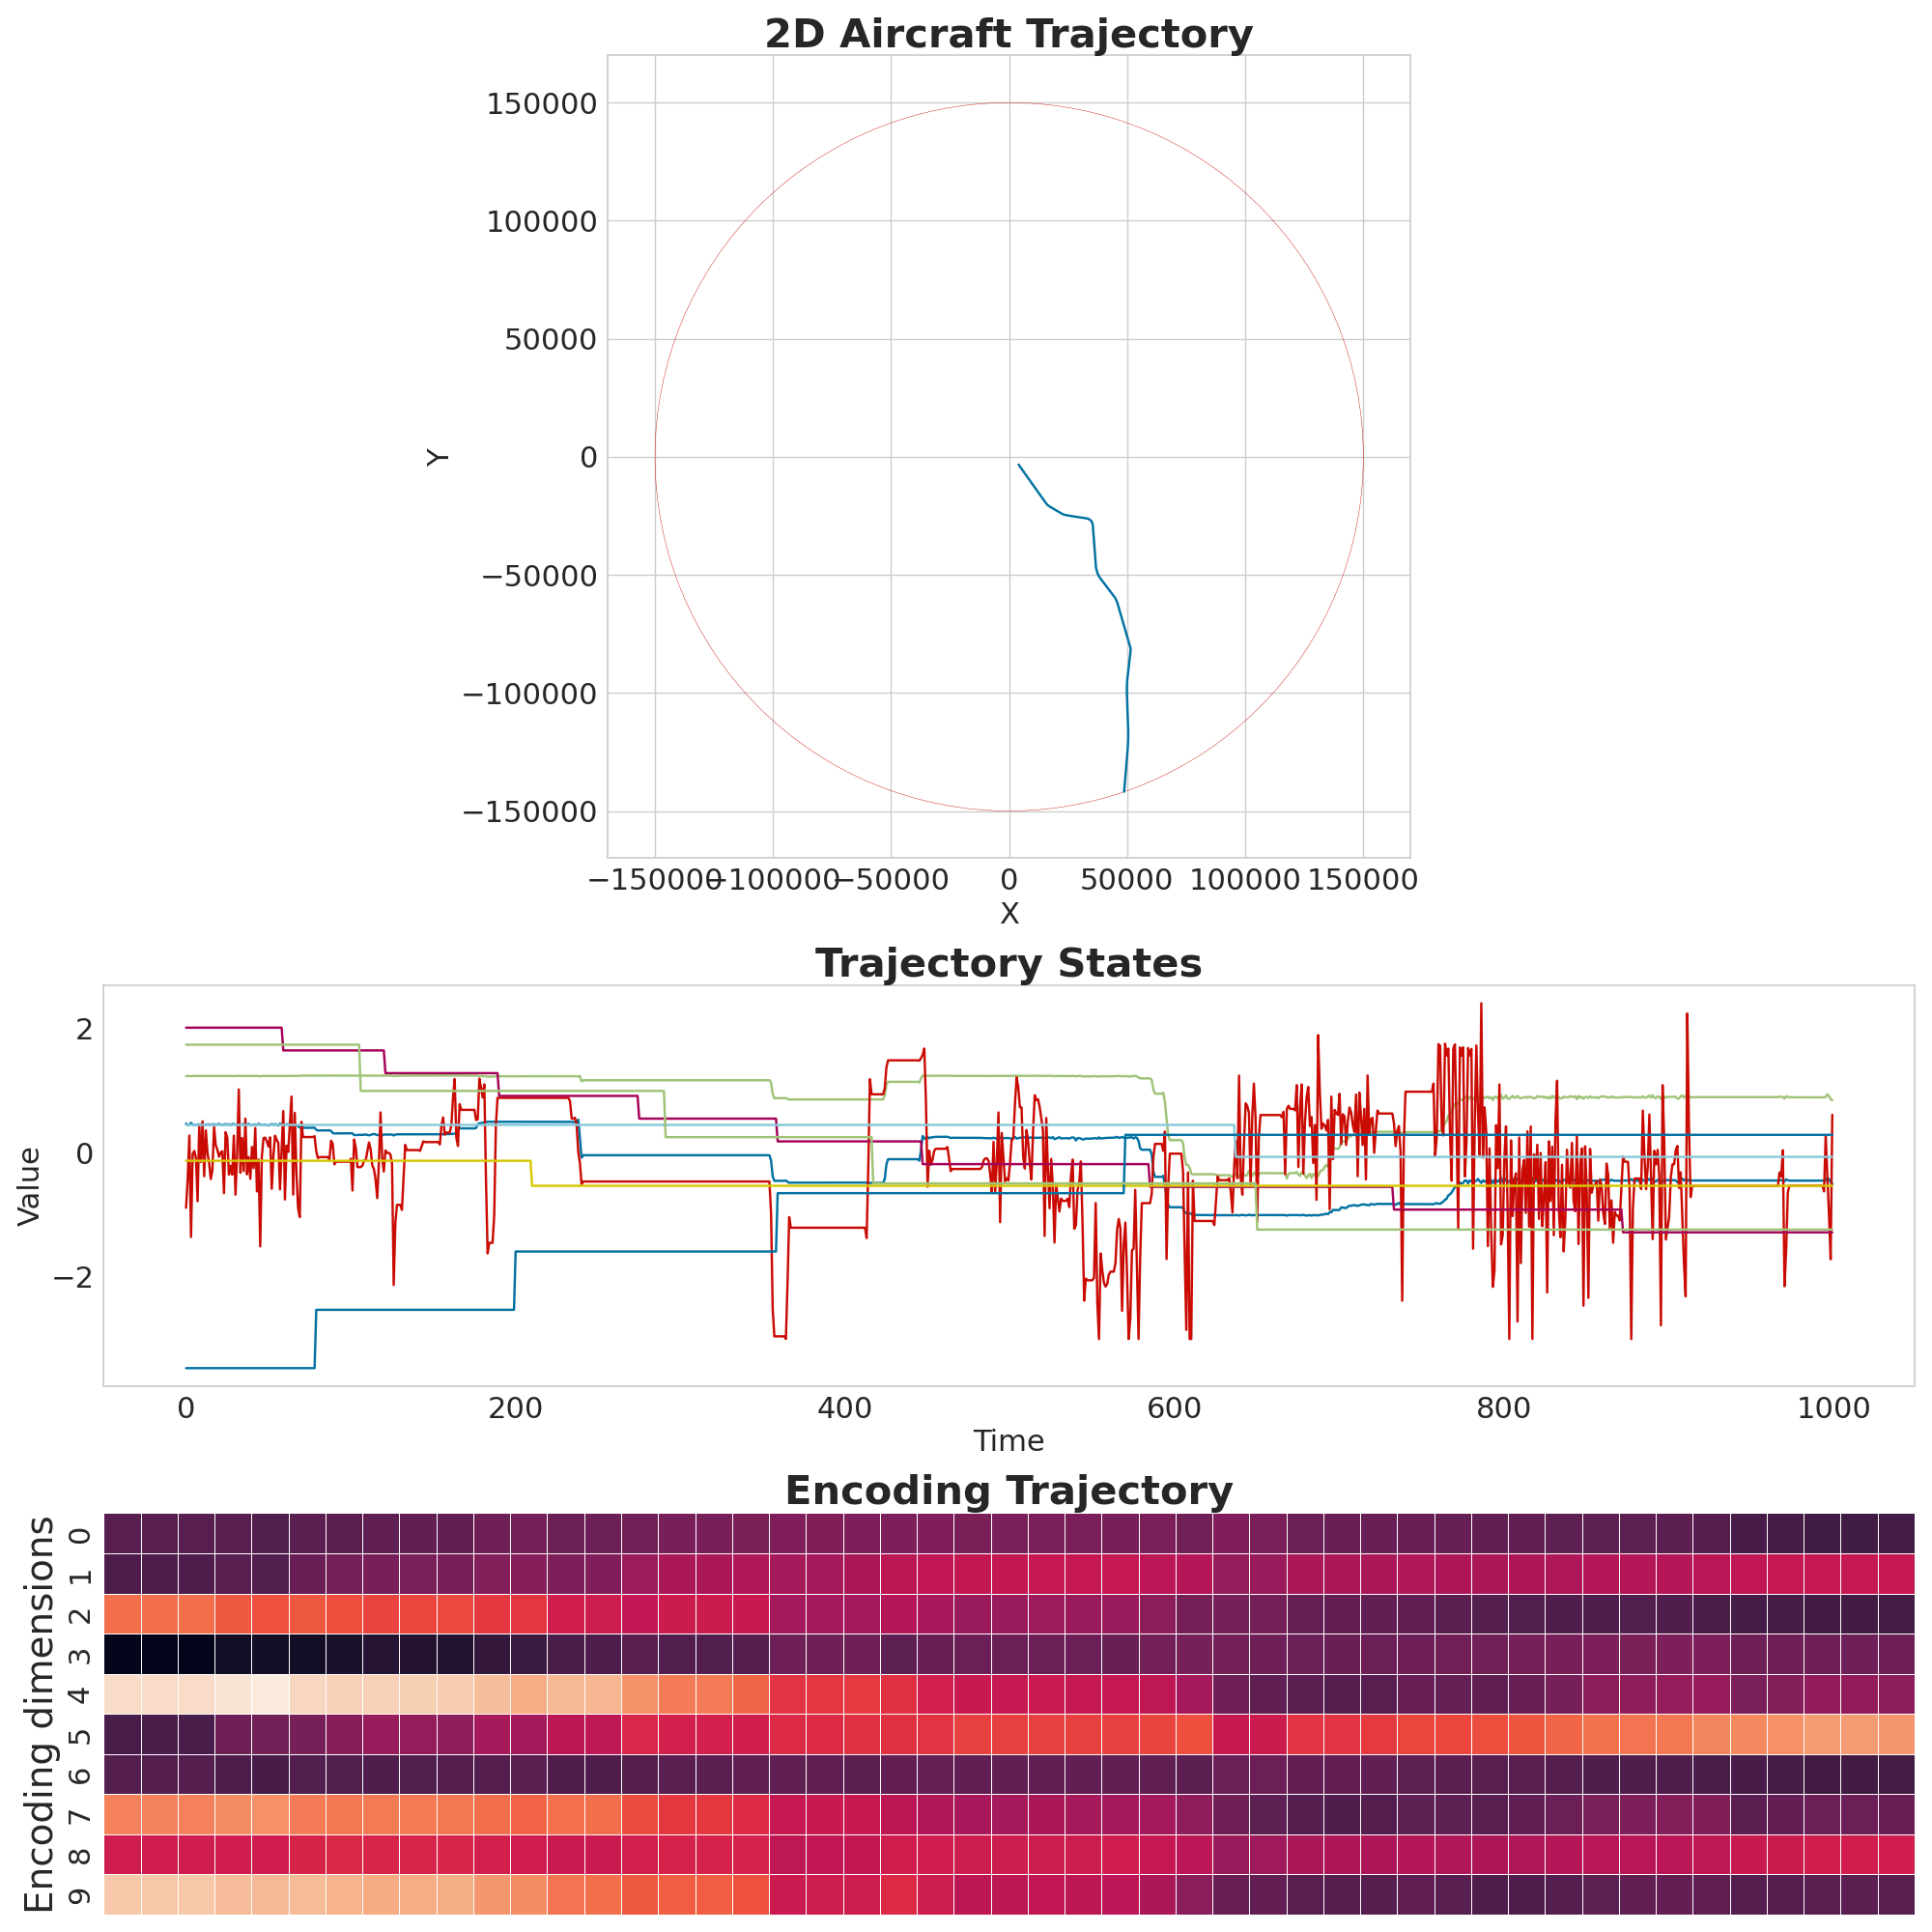 2D Aircraft Trajectory
150000
100000
50000
0
−50000
−100000
−150000
Y
−150000 −100000 −50000 0 50000 100000 150000
X
Trajectory States
2
0
−2
Value
0 200 400 600 800 1000
Time
Encoding Trajectory
Encoding dimensions
0
1
2
3
4
5
6
7
8
9